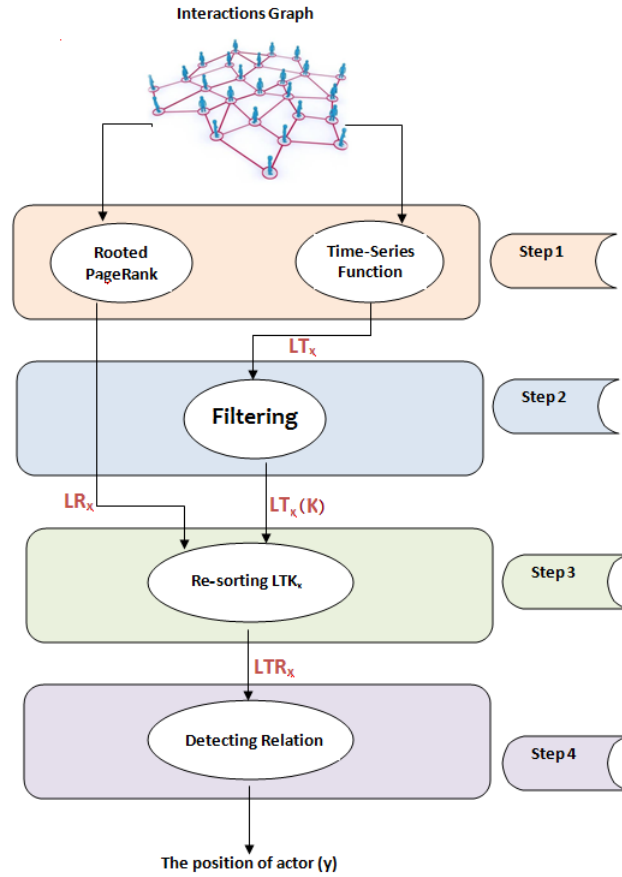 Interactions Graph
Rooted
PageRank
Time-Series
Function
Step 1
LTₓ
Filtering
Step 2
LRₓ
LTₓ(K)
Re-sorting LTKₓ
Step 3
LTRₓ
Detecting Relation
Step 4
The position of actor (y)